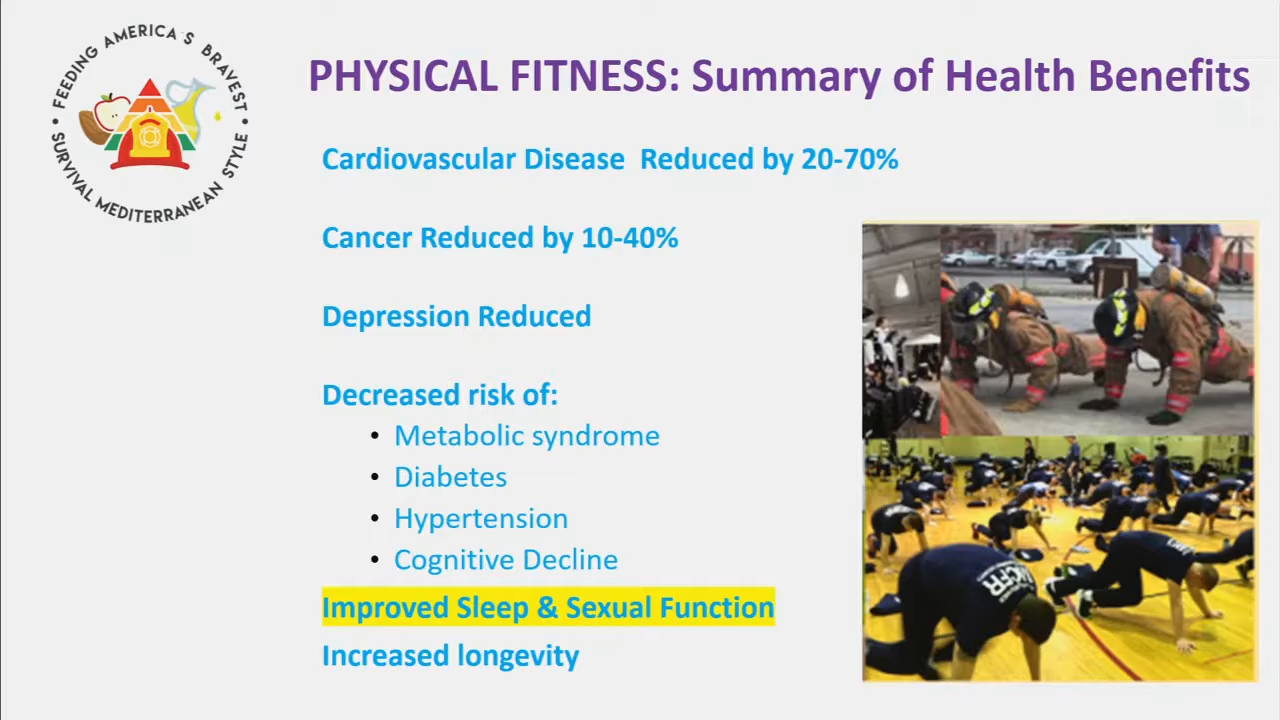 FEEDING AMERICA'S BRAVEST
SURVIVAL MEDITERRANEAN STYLE
PHYSICAL FITNESS: Summary of Health Benefits
Cardiovascular Disease Reduced by 20-70%
Cancer Reduced by 10-40%
Depression Reduced
Decreased risk of:
• Metabolic syndrome
• Diabetes
• Hypertension
• Cognitive Decline
Improved Sleep & Sexual Function
Increased longevity